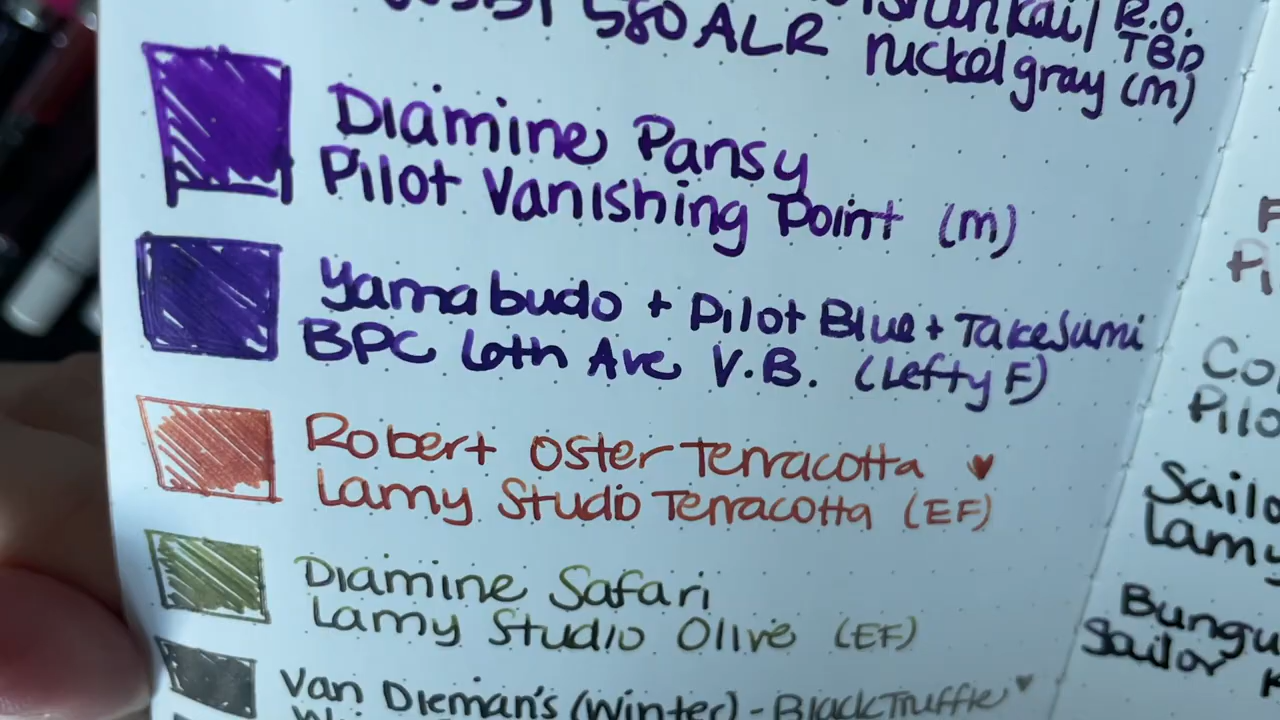 580 ALR nickel gray (m)
R.O.
TBD
Diamine Pansy
Pilot Vanishing Point (m)
Yamabudo + Pilot Blue + Takesumi
BPC 6th Ave V.B. (Lefty F)
Robert Oster Terracotta ♥
Lamy Studio Terracotta (EF)
Diamine Safari
Lamy Studio Olive (EF)
Van Dieman's (Winter) - Black Truffle ♥
Co
Pilo
Sailo
Lamy
Bungu
Sailor